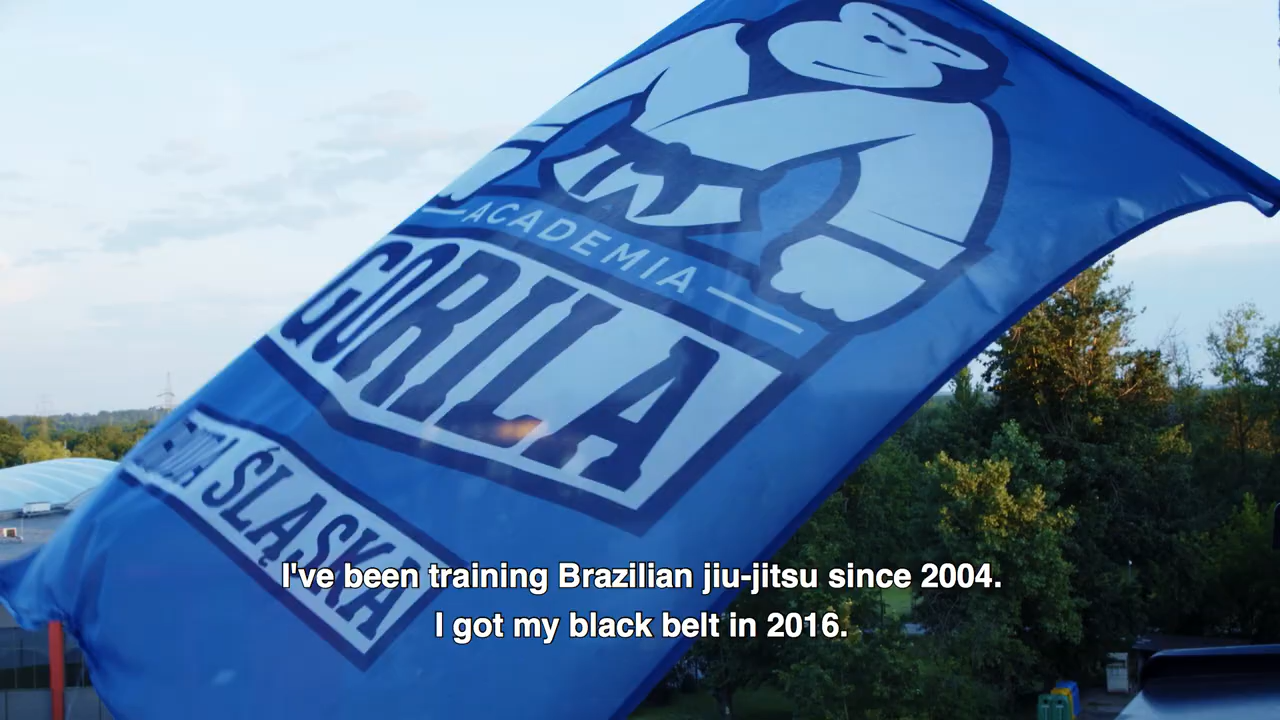 ACADEMIA
GORILA
ŚLĄSKA
I've been training Brazilian jiu-jitsu since 2004.
I got my black belt in 2016.